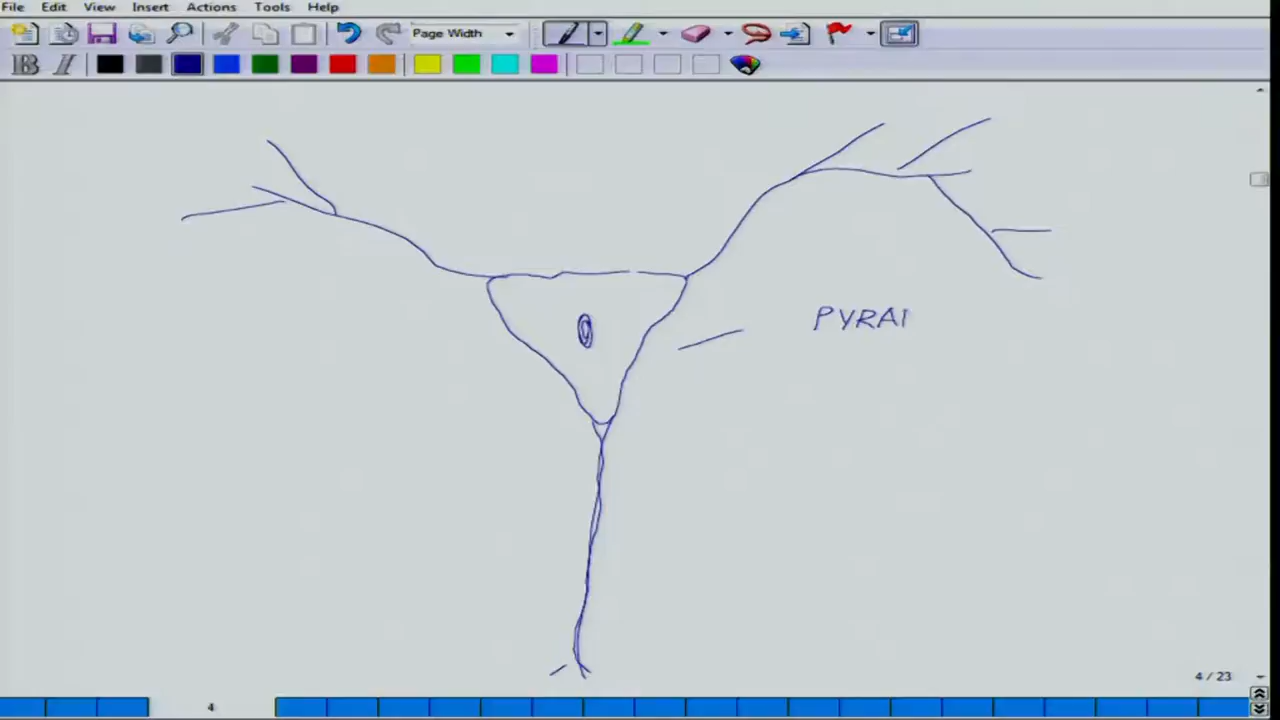 File Edit View Insert Actions Tools Help
Page Width
B I
PYRAI
4 / 23
4